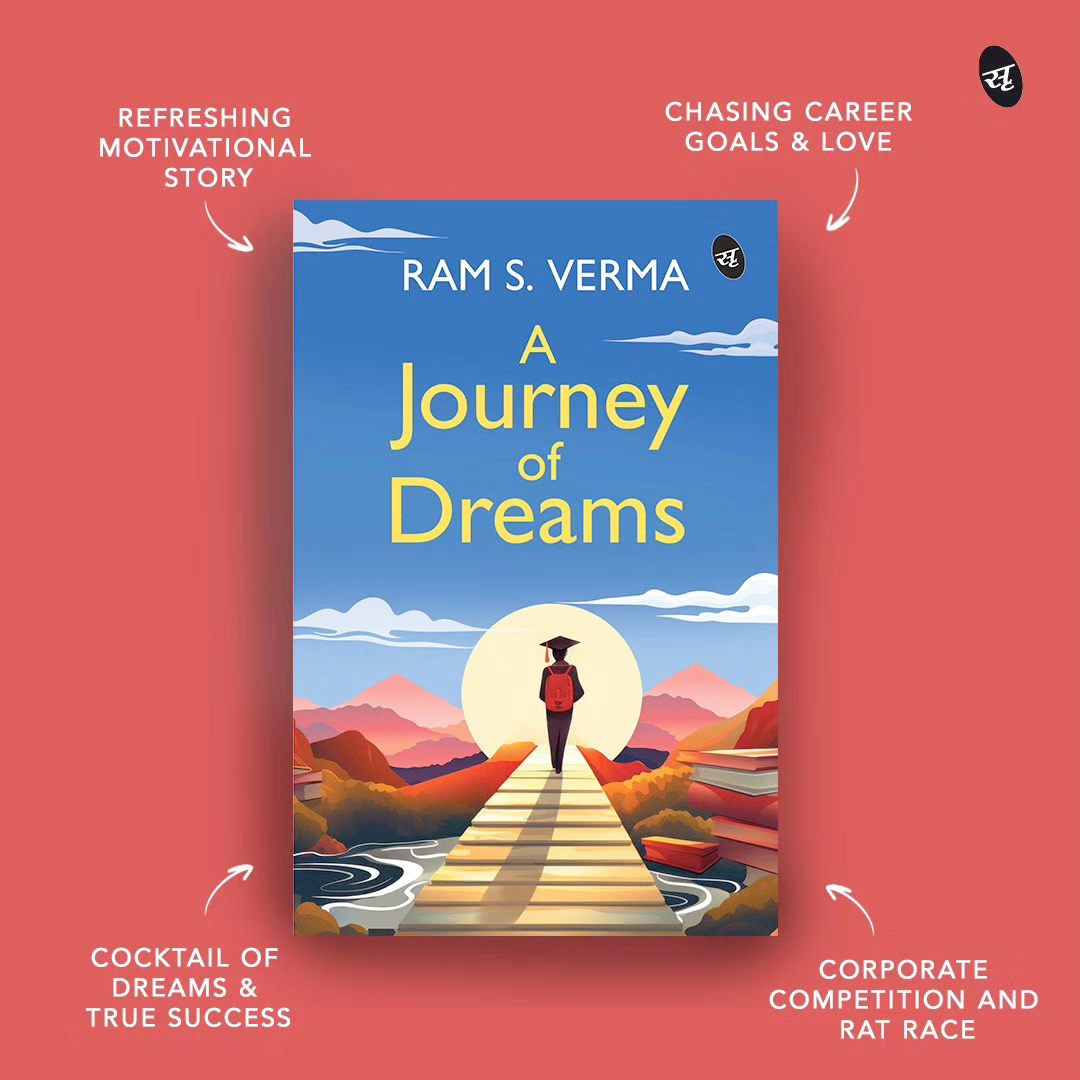 सृ
REFRESHING
MOTIVATIONAL
STORY
CHASING CAREER
GOALS & LOVE
RAM S. VERMA
सृ
A
Journey
of
Dreams
COCKTAIL OF
DREAMS &
TRUE SUCCESS
CORPORATE
COMPETITION AND
RAT RACE